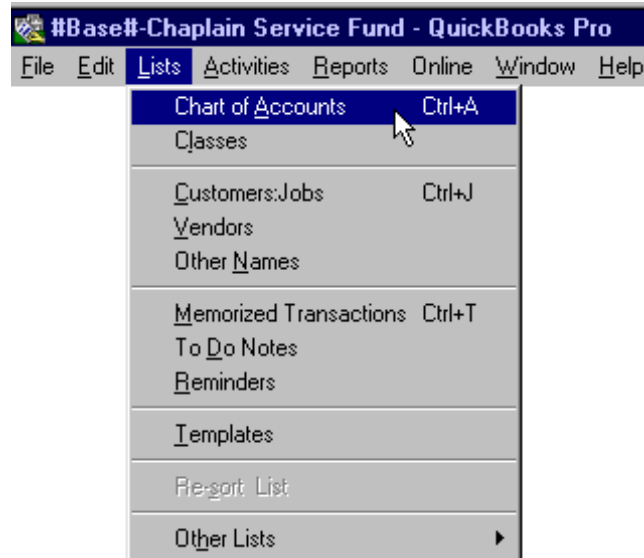 #Base#-Chaplain Service Fund - QuickBooks Pro
File Edit Lists Activities Reports Online Window Help
Chart of Accounts Ctrl+A
Classes
Customers:Jobs Ctrl+J
Vendors
Other Names
Memorized Transactions Ctrl+T
To Do Notes
Reminders
Templates
Re-sort List
Other Lists